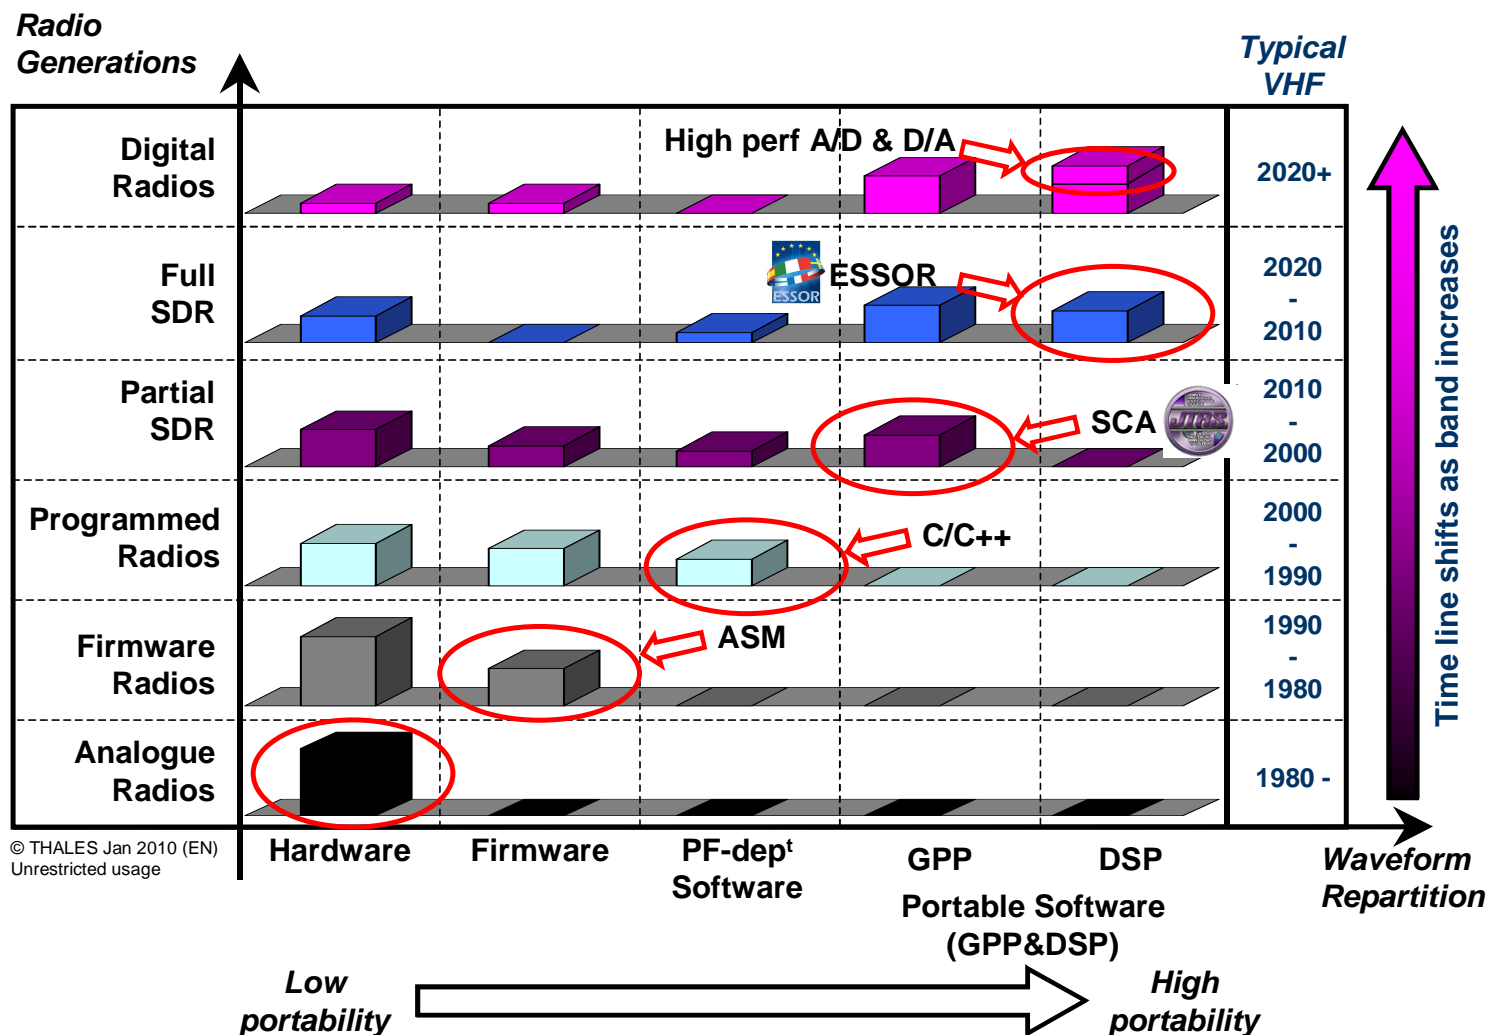 Radio
Generations
Typical
VHF
Digital
Radios
High perf A/D & D/A
2020+
Full
SDR
ESSOR
ESSOR
2020
-
2010
Partial
SDR
SCA
JTRS
2010
-
2000
Programmed
Radios
C/C++
2000
-
1990
Firmware
Radios
ASM
1990
-
1980
Analogue
Radios
1980 -
Time line shifts as band increases
© THALES Jan 2010 (EN)
Unrestricted usage
Hardware
Firmware
PF-depᵗ
Software
GPP
DSP
Portable Software
(GPP&DSP)
Waveform
Repartition
Low
portability
High
portability